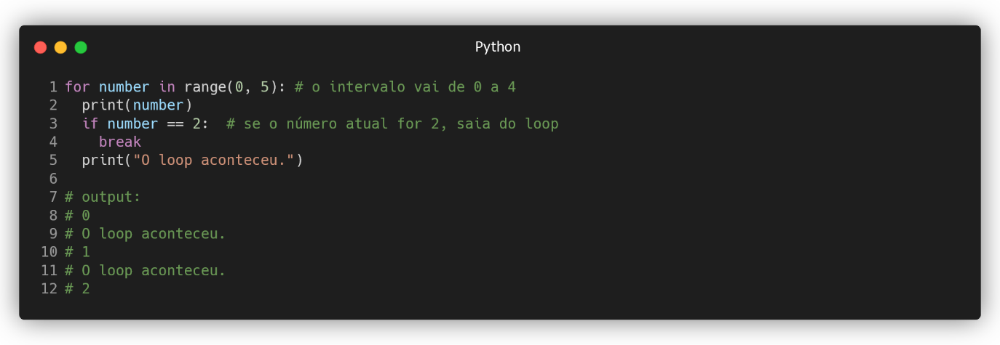 Python
1 for number in range(0, 5): # o intervalo vai de 0 a 4
2   print(number)
3   if number == 2:  # se o número atual for 2, saia do loop
4     break
5   print("O loop aconteceu.")
6
7 # output:
8 # 0
9 # O loop aconteceu.
10 # 1
11 # O loop aconteceu.
12 # 2